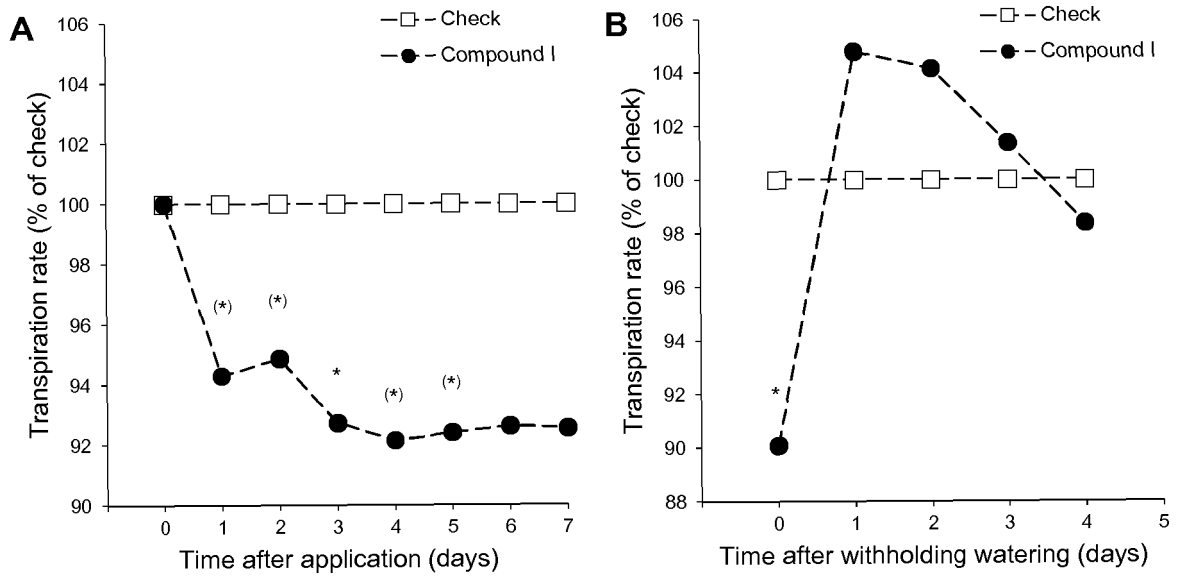 A
Check
Compound I
Transpiration rate (% of check)
106
104
102
100
98
96
94
92
90
(*)
(*)
*
(*)
(*)
0 1 2 3 4 5 6 7
Time after application (days)
B
Check
Compound I
Transpiration rate (% of check)
106
104
102
100
98
96
94
92
90
88
*
0 1 2 3 4 5
Time after withholding watering (days)